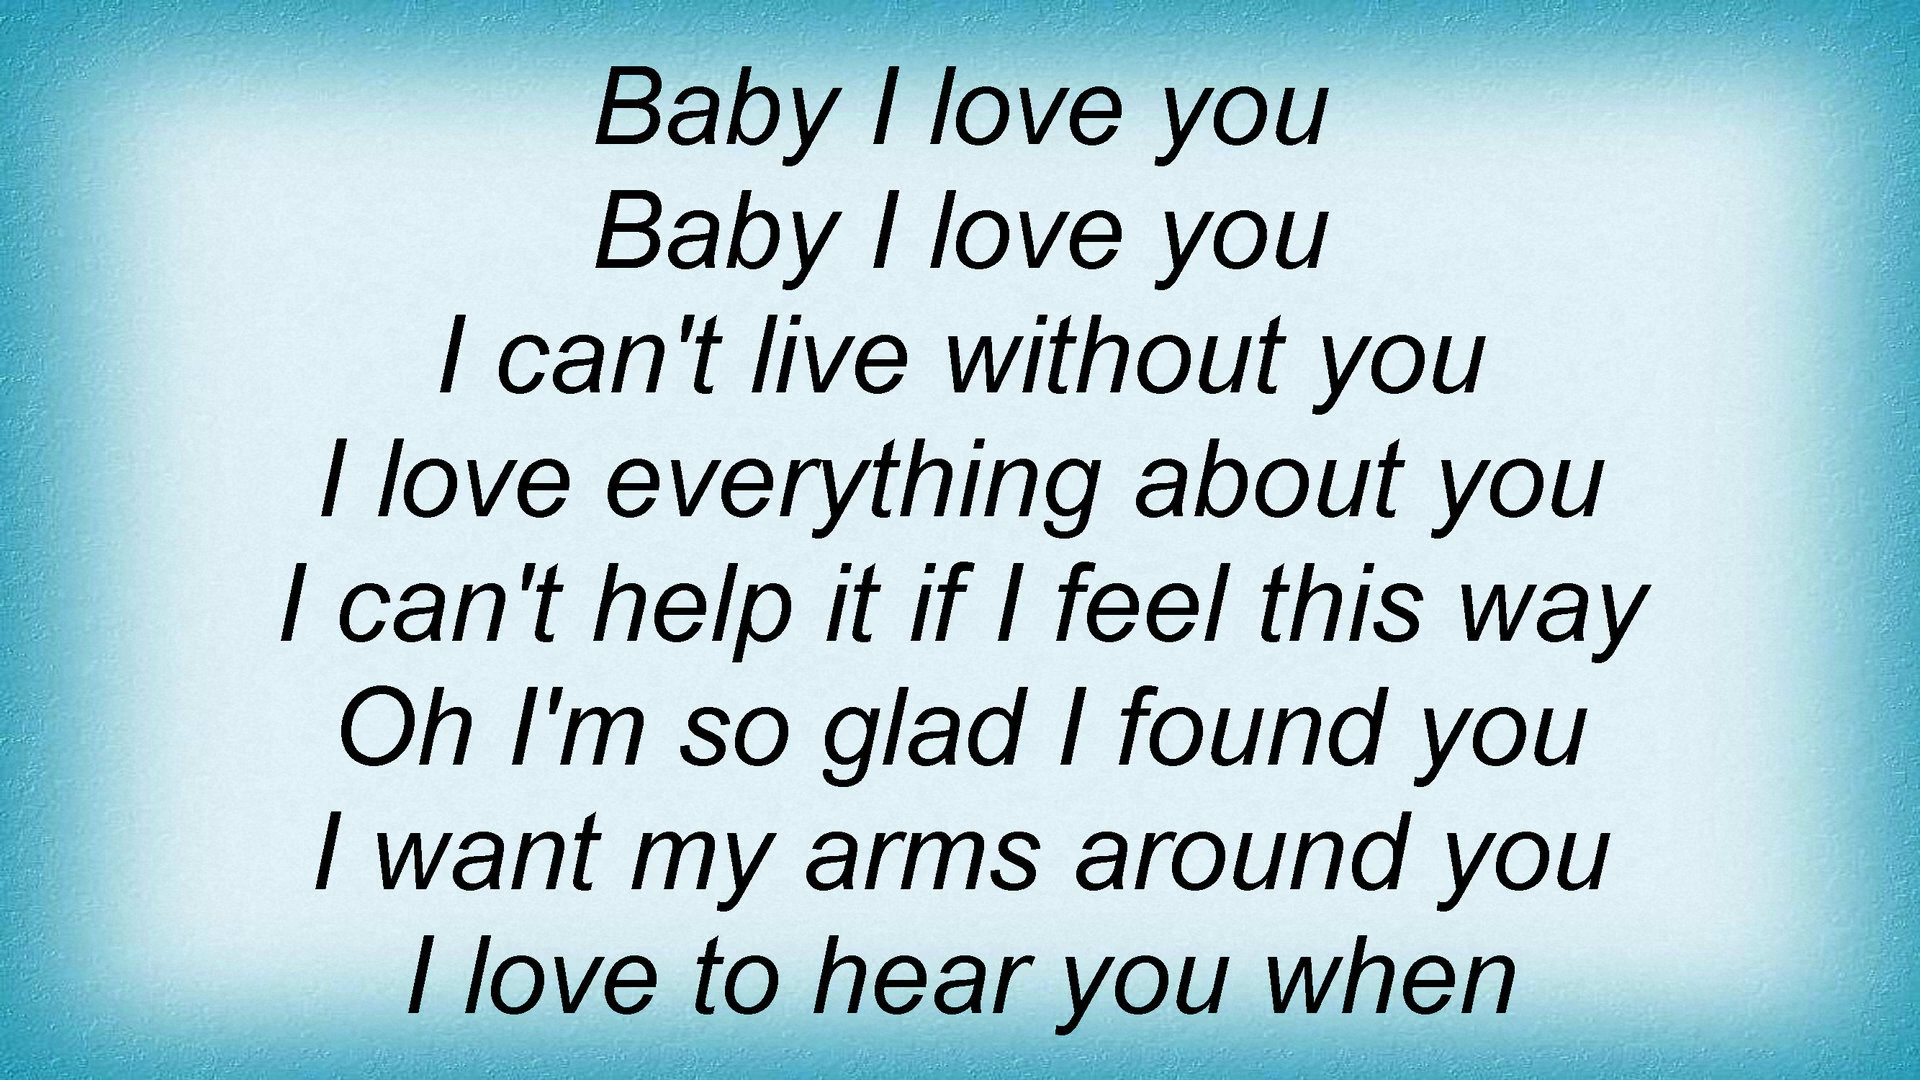 Baby I love you
Baby I love you
I can't live without you
I love everything about you
I can't help it if I feel this way
Oh I'm so glad I found you
I want my arms around you
I love to hear you when